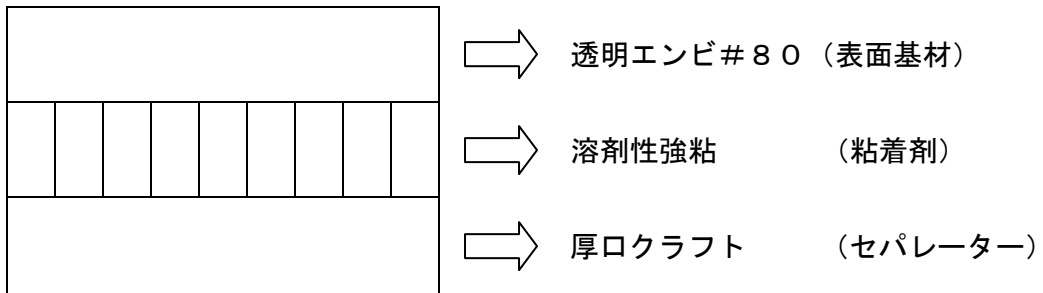 透明エンビ＃８０（表面基材）
溶剤性強粘　　　（粘着剤）
厚口クラフト　　（セパレーター）